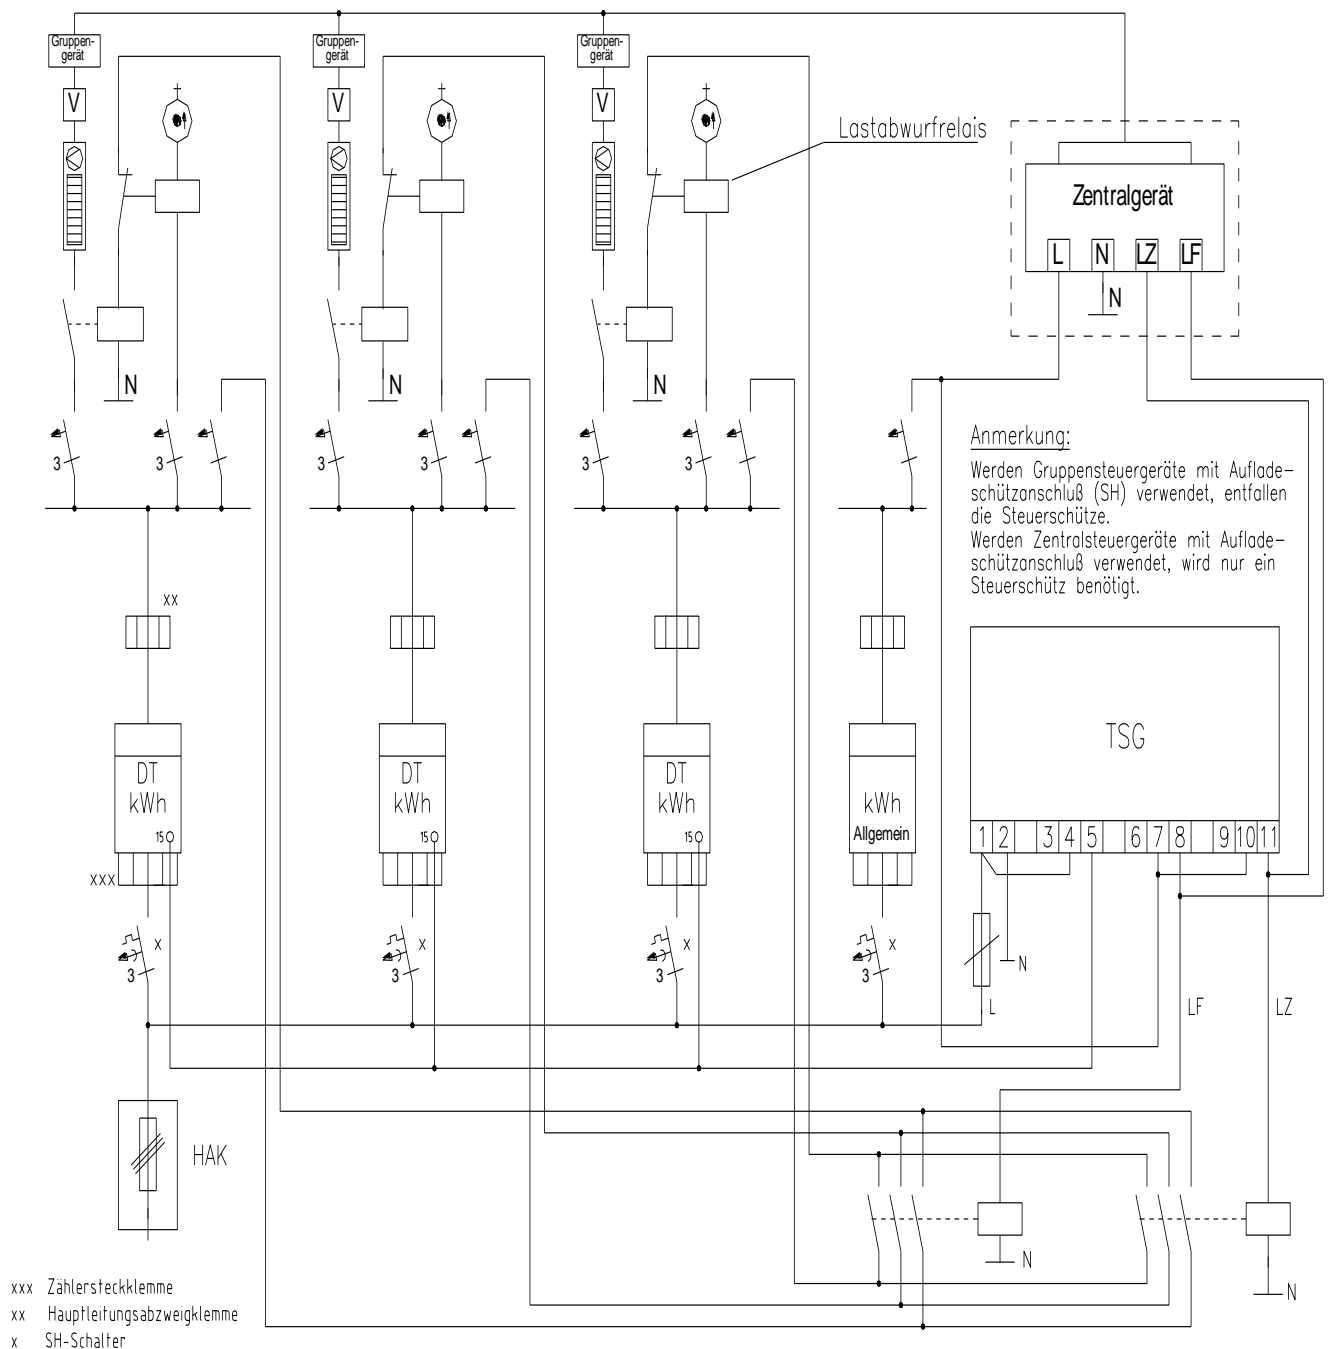 Gruppen-
gerät
Gruppen-
gerät
Gruppen-
gerät
V
V
V
Lastabwurfrelais
Zentralgerät
L N LZ LF
N
N
N
N
3
3
3
3
3
3
Anmerkung:
Werden Gruppensteuergeräte mit Auflade-
schützanschluß (SH) verwendet, entfallen
die Steuerschütze.
Werden Zentralsteuergeräte mit Auflade-
schützanschluß verwendet, wird nur ein
Steuerschütz benötigt.
xx
TSG
1 2 3 4 5 6 7 8 9 10 11
DT
kWh
15
DT
kWh
15
DT
kWh
15
kWh
Allgemein
xxx
x
3
x
3
x
3
x
3
N
L
LF
LZ
HAK
N
N
xxx Zählersteckklemme
xx Hauptleitungsabzweigklemme
x SH-Schalter